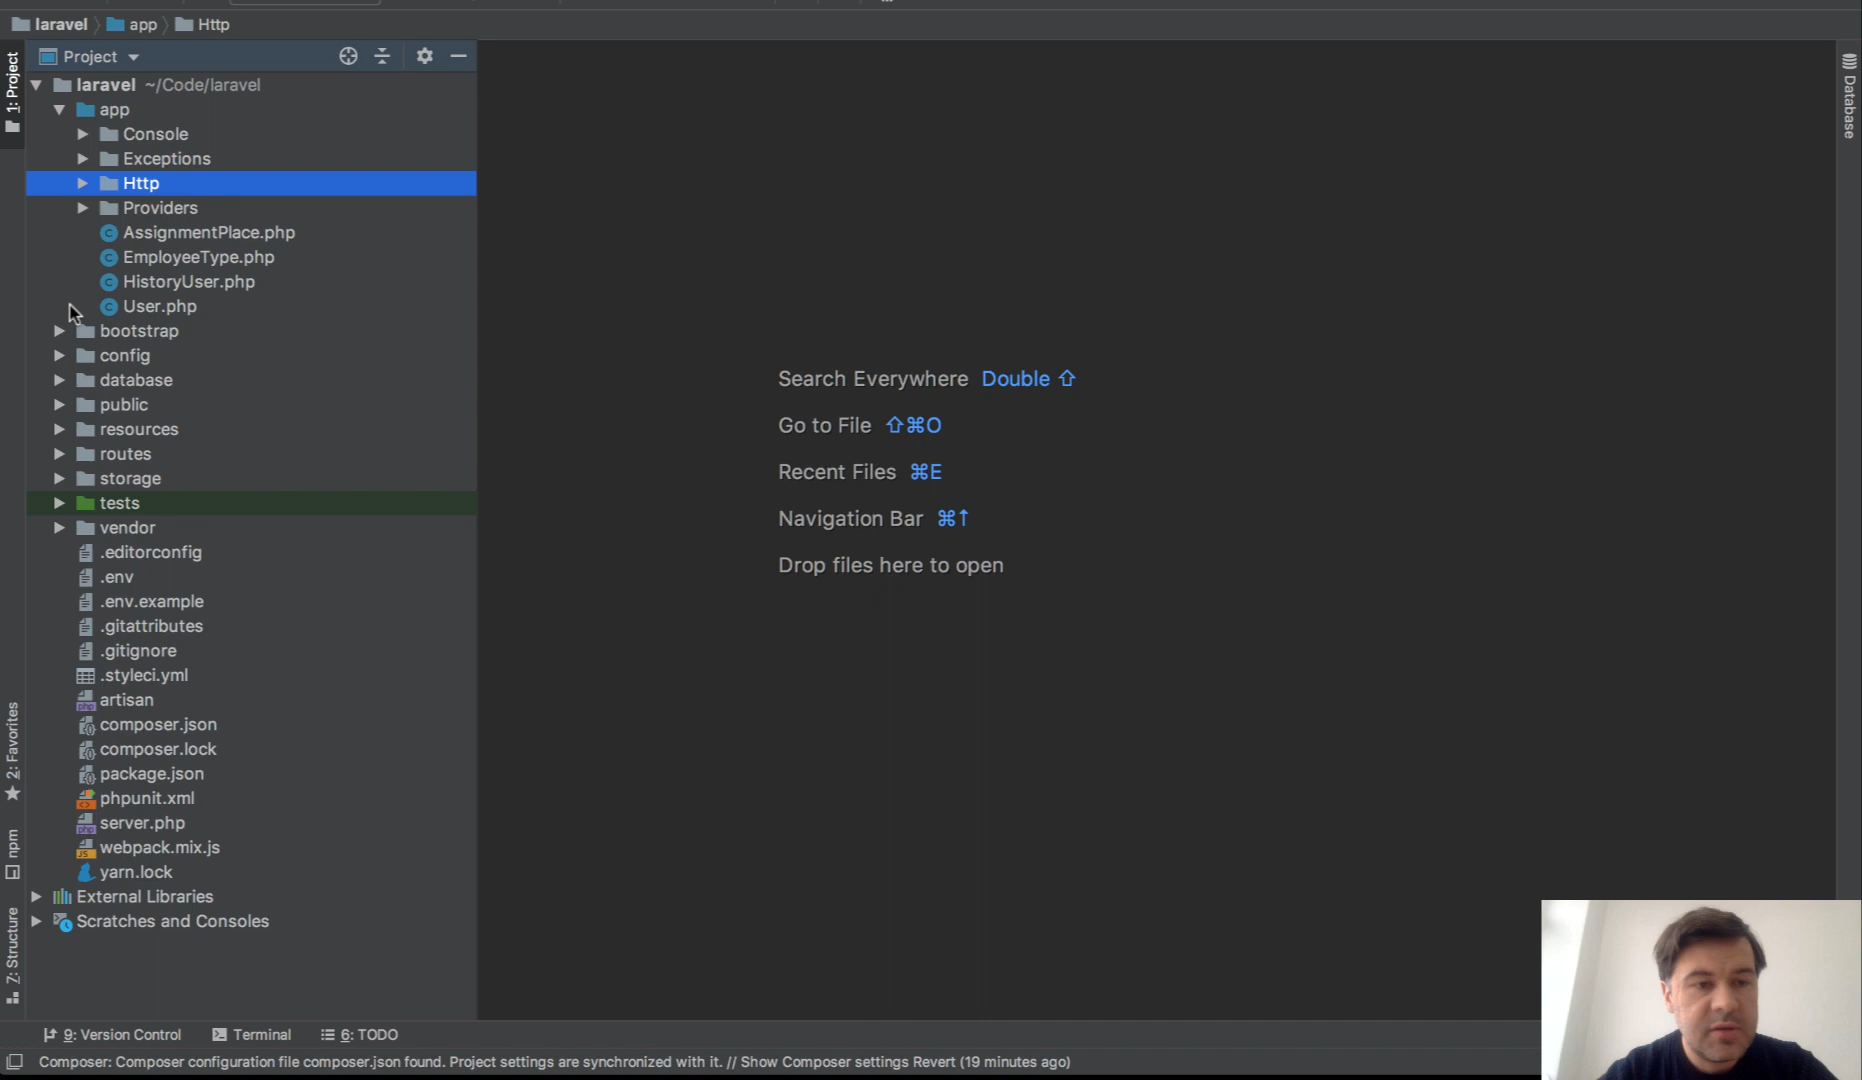 laravel app Http
Project
1: Project
laravel ~/Code/laravel
app
Console
Exceptions
Http
Providers
AssignmentPlace.php
EmployeeType.php
HistoryUser.php
User.php
bootstrap
config
database
public
resources
routes
storage
tests
vendor
.editorconfig
.env
.env.example
.gitattributes
.gitignore
.styleci.yml
artisan
composer.json
composer.lock
package.json
phpunit.xml
server.php
webpack.mix.js
yarn.lock
External Libraries
Scratches and Consoles
2: Favorites
npm
Z: Structure
Search Everywhere Double ⇧
Go to File ⇧⌘O
Recent Files ⌘E
Navigation Bar ⌘↑
Drop files here to open
Database
9: Version Control Terminal 6: TODO
Composer: Composer configuration file composer.json found. Project settings are synchronized with it. // Show Composer settings Revert (19 minutes ago)